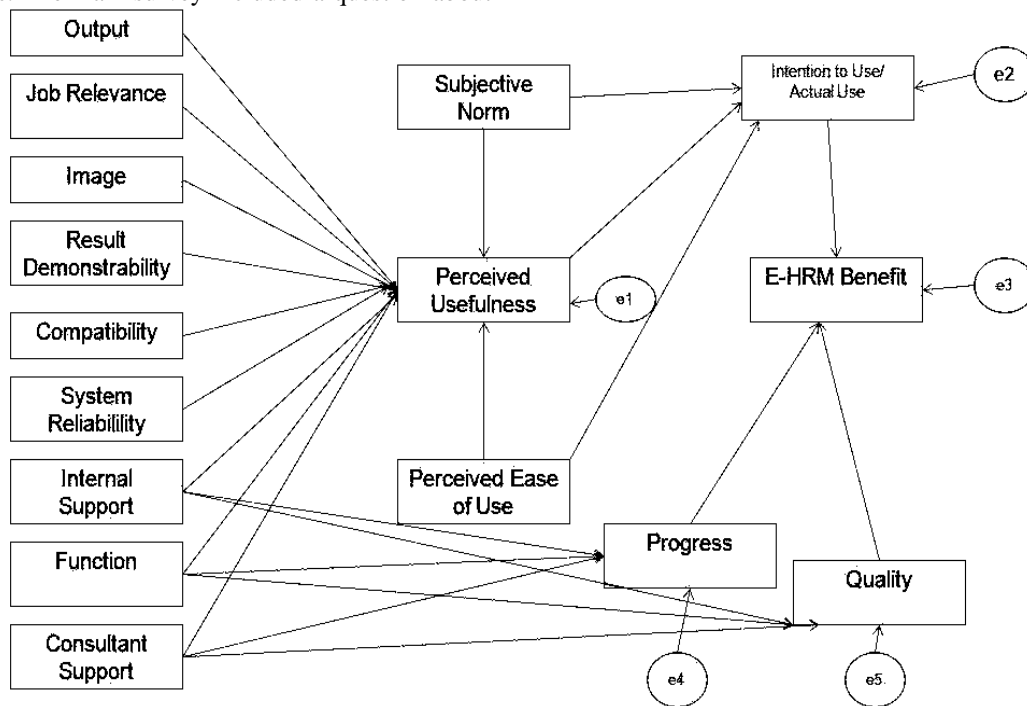 Output
Job Relevance
Image
Result
Demonstrability
Compatibility
System
Reliabilility
Internal
Support
Function
Consultant
Support
Subjective
Norm
Perceived
Usefulness
e1
Perceived Ease
of Use
Intention to Use/
Actual Use
e2
E-HRM Benefit
e3
Progress
Quality
e4
e5.